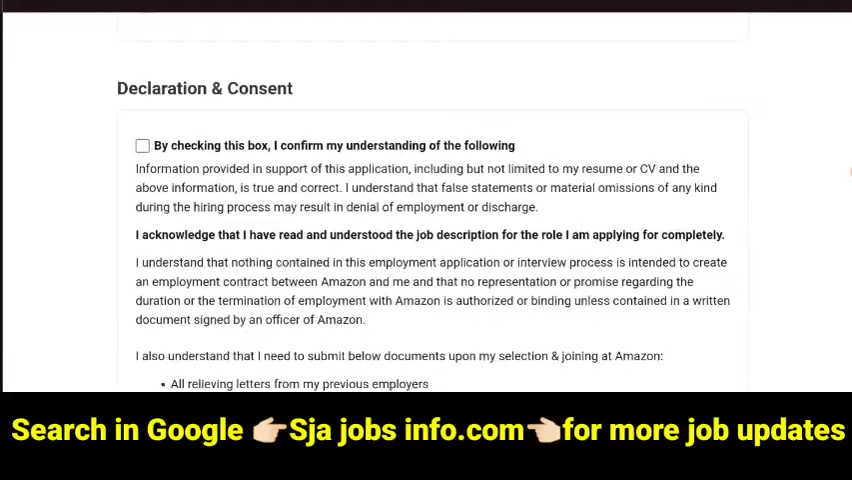 Declaration & Consent
By checking this box, I confirm my understanding of the following
Information provided in support of this application, including but not limited to my resume or CV and the
above information, is true and correct. I understand that false statements or material omissions of any kind
during the hiring process may result in denial of employment or discharge.
I acknowledge that I have read and understood the job description for the role I am applying for completely.
I understand that nothing contained in this employment application or interview process is intended to create
an employment contract between Amazon and me and that no representation or promise regarding the
duration or the termination of employment with Amazon is authorized or binding unless contained in a written
document signed by an officer of Amazon.
I also understand that I need to submit below documents upon my selection & joining at Amazon:
• All relieving letters from my previous employers
Search in Google 👉🏻Sja jobs info.com👈🏻for more job updates